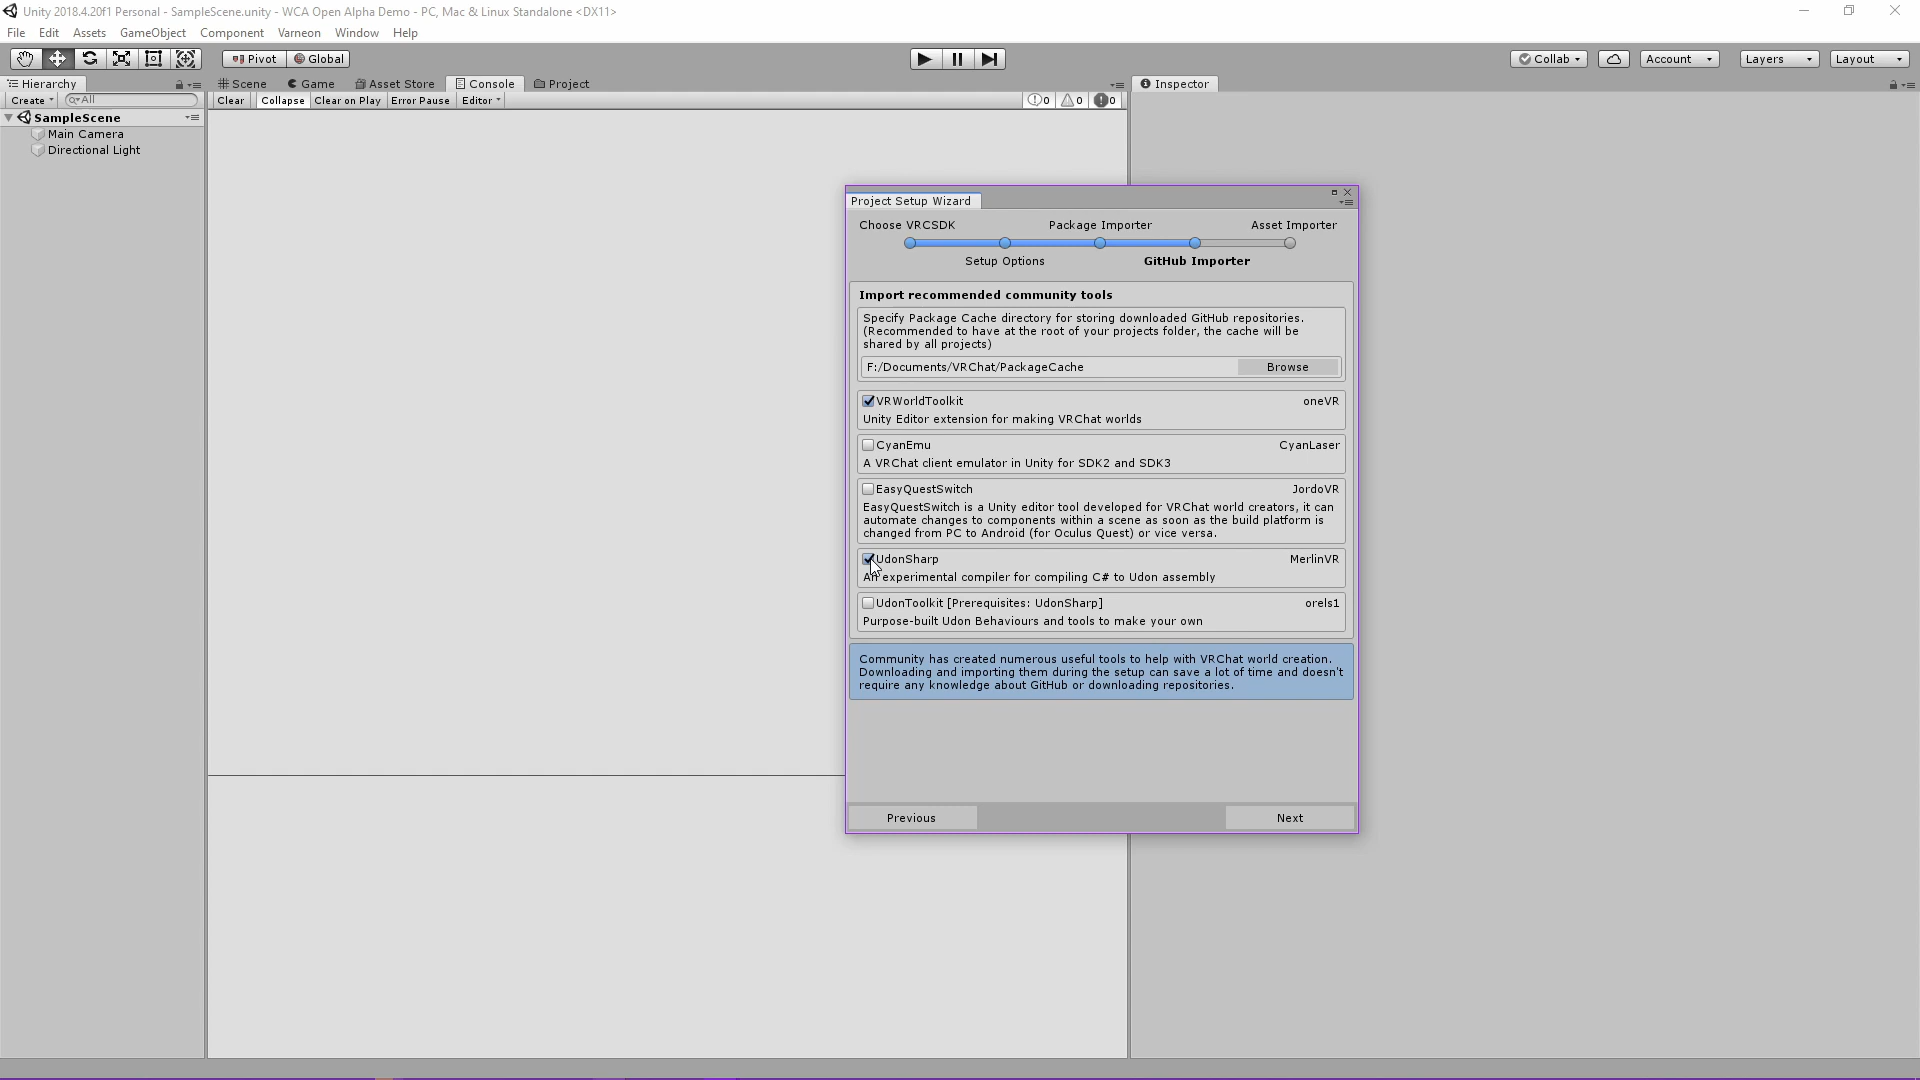 Unity 2018.4.20f1 Personal - SampleScene.unity - WCA Open Alpha Demo - PC, Mac & Linux Standalone <DX11>
File Edit Assets GameObject Component Varneon Window Help
Pivot Global Collab Account Layers Layout
Hierarchy Scene Game Asset Store Console Project Inspector
Create All Clear Collapse Clear on Play Error Pause Editor 0 0 0
SampleScene
Main Camera
Directional Light
Project Setup Wizard
Choose VRCSDK Package Importer Asset Importer
Setup Options GitHub Importer
Import recommended community tools
Specify Package Cache directory for storing downloaded GitHub repositories.
(Recommended to have at the root of your projects folder, the cache will be
shared by all projects)
F:/Documents/VRChat/PackageCache Browse
VRWorldToolkit oneVR
Unity Editor extension for making VRChat worlds
CyanEmu CyanLaser
A VRChat client emulator in Unity for SDK2 and SDK3
EasyQuestSwitch JordoVR
EasyQuestSwitch is a Unity editor tool developed for VRChat world creators, it can
automate changes to components within a scene as soon as the build platform is
changed from PC to Android (for Oculus Quest) or vice versa.
UdonSharp MerlinVR
An experimental compiler for compiling C# to Udon assembly
UdonToolkit [Prerequisites: UdonSharp] orels1
Purpose-built Udon Behaviours and tools to make your own
Community has created numerous useful tools to help with VRChat world creation.
Downloading and importing them during the setup can save a lot of time and doesn't
require any knowledge about GitHub or downloading repositories.
Previous Next